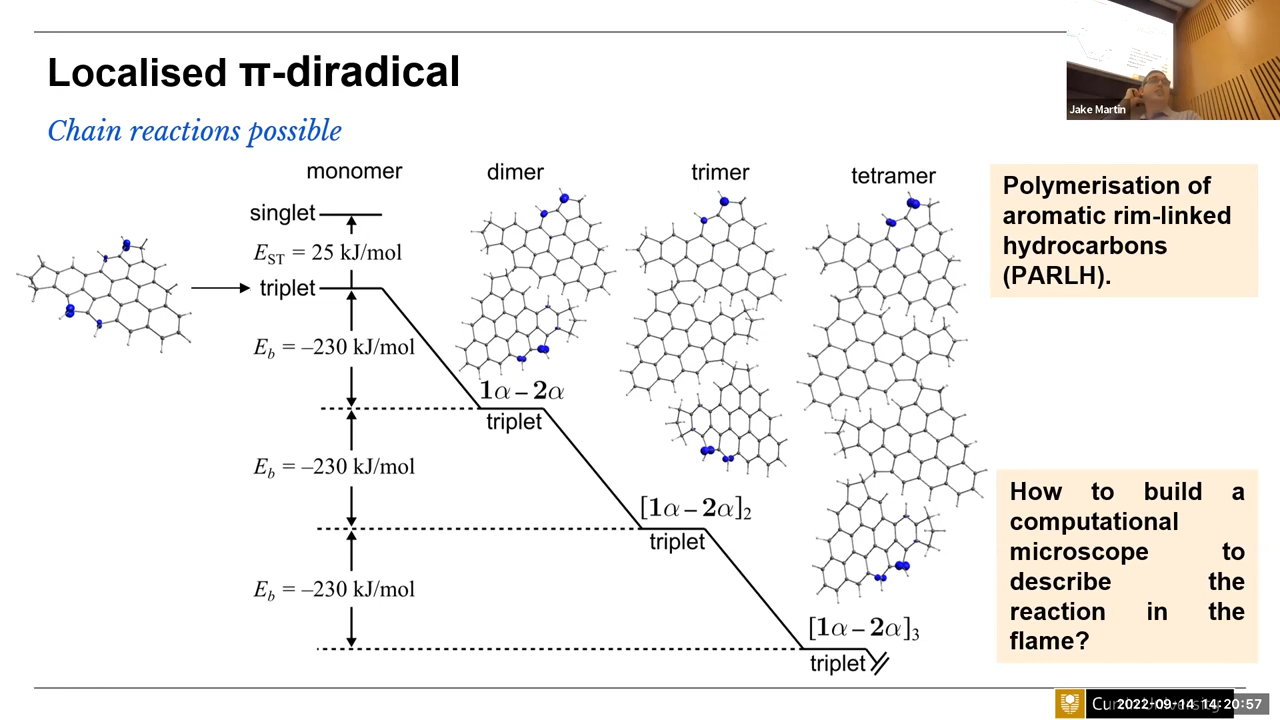 Localised π-diradical
Chain reactions possible
Jake Martin
monomer
dimer
trimer
tetramer
singlet
E_ST = 25 kJ/mol
triplet
E_b = –230 kJ/mol
1α – 2α
triplet
E_b = –230 kJ/mol
[1α – 2α]₂
triplet
E_b = –230 kJ/mol
[1α – 2α]₃
triplet
Polymerisation of
aromatic rim-linked
hydrocarbons
(PARLH).
How to build a
computational
microscope to
describe the
reaction in the
flame?
2022-09-14 14:20:57